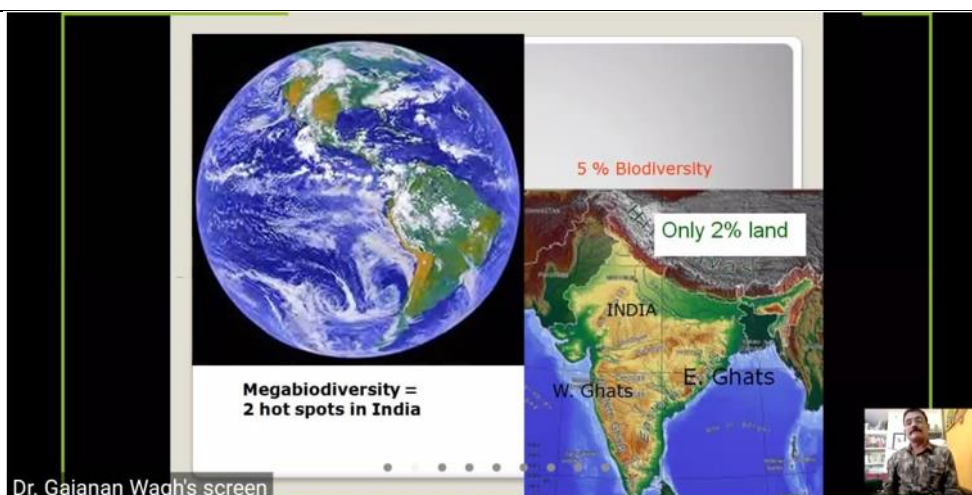 5 % Biodiversity
Only 2% land
INDIA
W. Ghats
E. Ghats
Megabiodiversity =
2 hot spots in India
Dr. Gajanan Wagh's screen